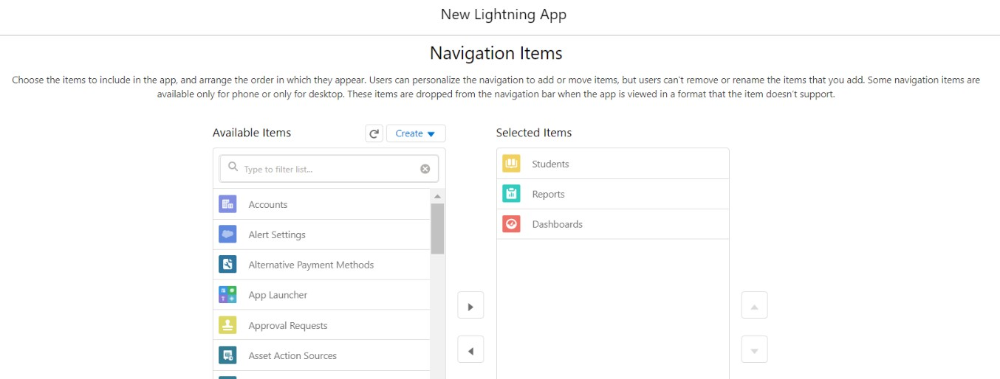 New Lightning App
Navigation Items
Choose the items to include in the app, and arrange the order in which they appear. Users can personalize the navigation to add or move items, but users can't remove or rename the items that you add. Some navigation items are
available only for phone or only for desktop. These items are dropped from the navigation bar when the app is viewed in a format that the item doesn't support.
Available Items
Create
Type to filter list...
Accounts
Alert Settings
Alternative Payment Methods
App Launcher
Approval Requests
Asset Action Sources
Selected Items
Students
Reports
Dashboards